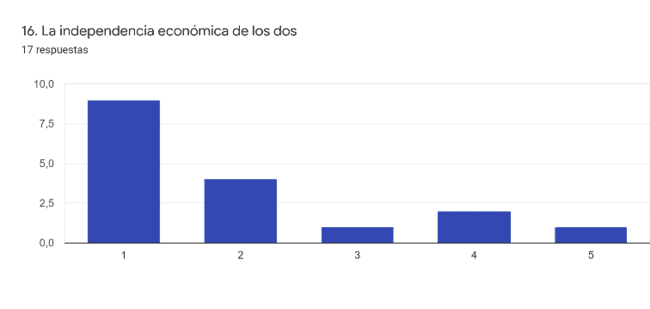 16. La independencia económica de los dos
17 respuestas
10,0
7,5
5,0
2,5
0,0
1 2 3 4 5